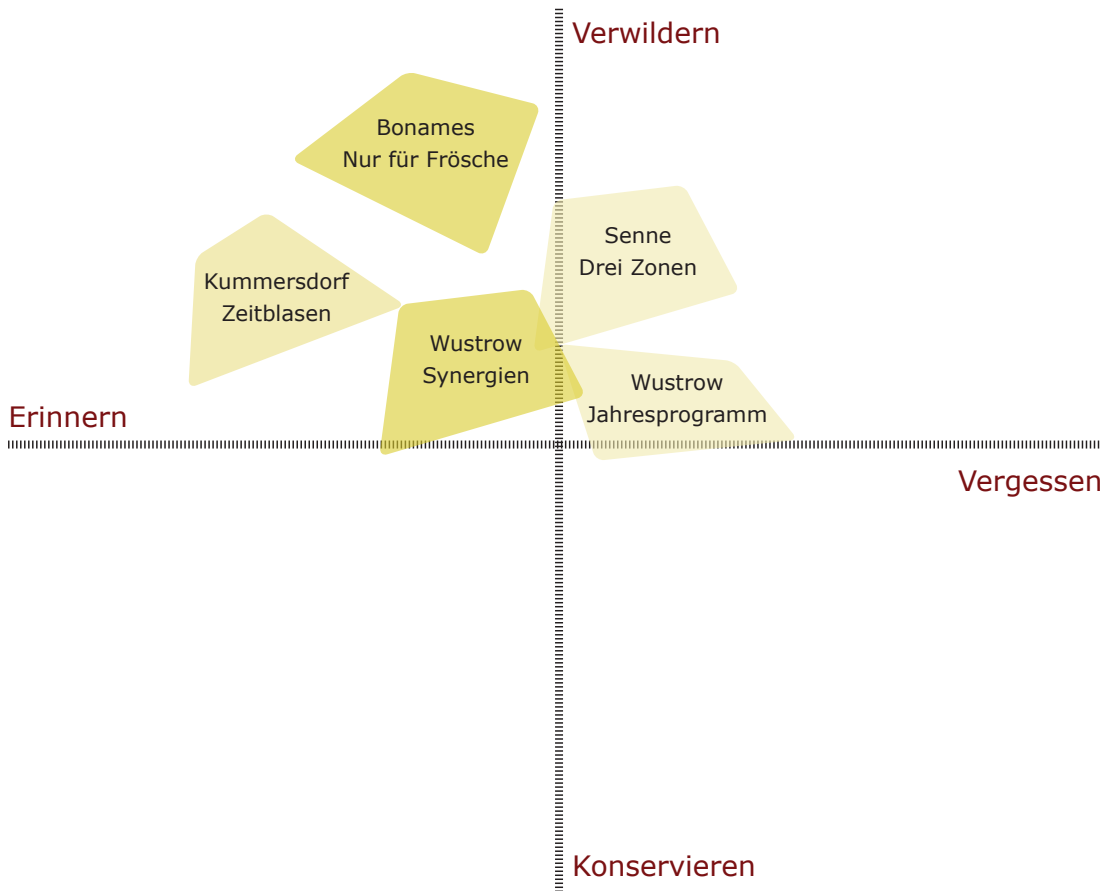 Verwildern
Bonames
Nur für Frösche
Senne
Drei Zonen
Kummersdorf
Zeitblasen
Wustrow
Synergien
Wustrow
Jahresprogramm
Erinnern
Vergessen
Konservieren